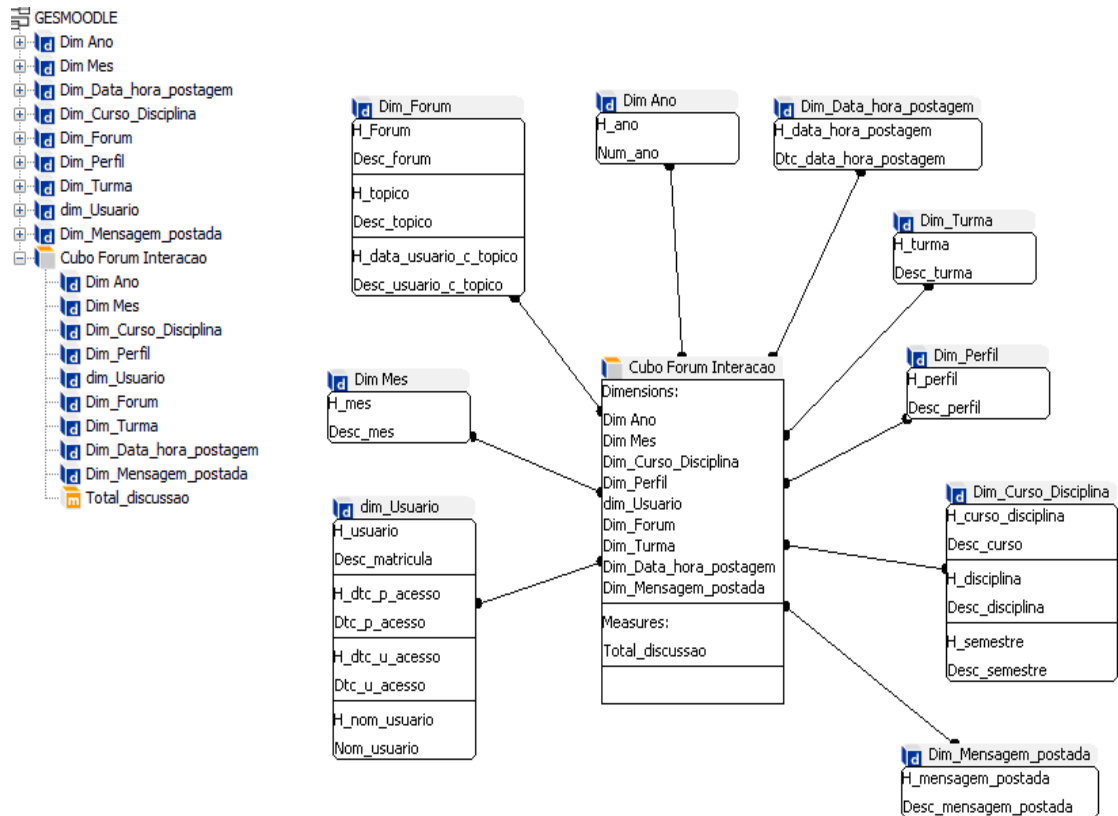 GESMOODLE
Dim Ano
Dim Mes
Dim_Data_hora_postagem
Dim_Curso_Disciplina
Dim_Forum
Dim_Perfil
Dim_Turma
dim_Usuario
Dim_Mensagem_postada
Cubo Forum Interacao
Dim Ano
Dim Mes
Dim_Curso_Disciplina
Dim_Perfil
dim_Usuario
Dim_Forum
Dim_Turma
Dim_Data_hora_postagem
Dim_Mensagem_postada
Total_discussao
Dim_Forum
H_Forum
Desc_forum
H_topico
Desc_topico
H_data_usuario_c_topico
Desc_usuario_c_topico
Dim Ano
H_ano
Num_ano
Dim_Data_hora_postagem
H_data_hora_postagem
Dtc_data_hora_postagem
Dim_Turma
H_turma
Desc_turma
Dim Mes
H_mes
Desc_mes
Cubo Forum Interacao
Dimensions:
Dim Ano
Dim Mes
Dim_Curso_Disciplina
Dim_Perfil
dim_Usuario
Dim_Forum
Dim_Turma
Dim_Data_hora_postagem
Dim_Mensagem_postada
Measures:
Total_discussao
Dim_Perfil
H_perfil
Desc_perfil
dim_Usuario
H_usuario
Desc_matricula
H_dtc_p_acesso
Dtc_p_acesso
H_dtc_u_acesso
Dtc_u_acesso
H_nom_usuario
Nom_usuario
Dim_Curso_Disciplina
H_curso_disciplina
Desc_curso
H_disciplina
Desc_disciplina
H_semestre
Desc_semestre
Dim_Mensagem_postada
H_mensagem_postada
Desc_mensagem_postada